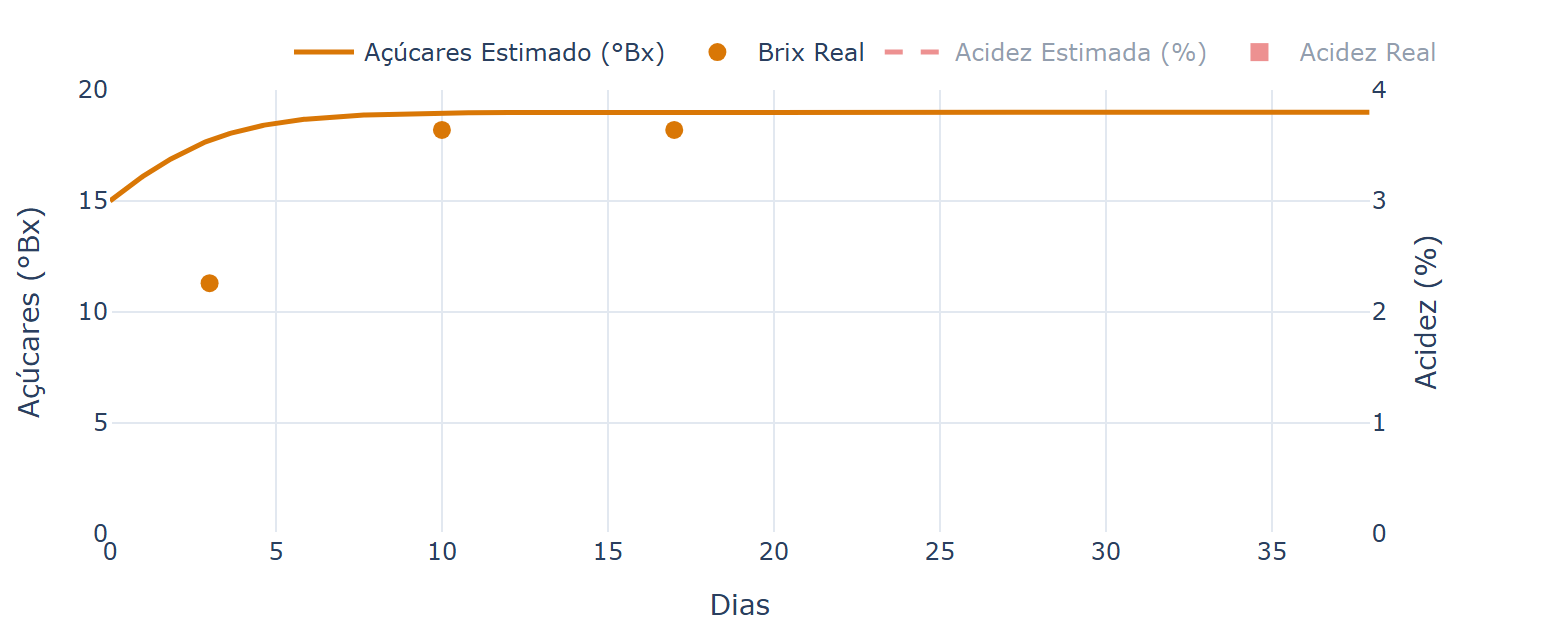 Açúcares Estimado (°Bx) Brix Real Acidez Estimada (%) Acidez Real
20 4
15 3
10 2
5 1
0 0
Açúcares (°Bx)
Acidez (%)
0 5 10 15 20 25 30 35
Dias